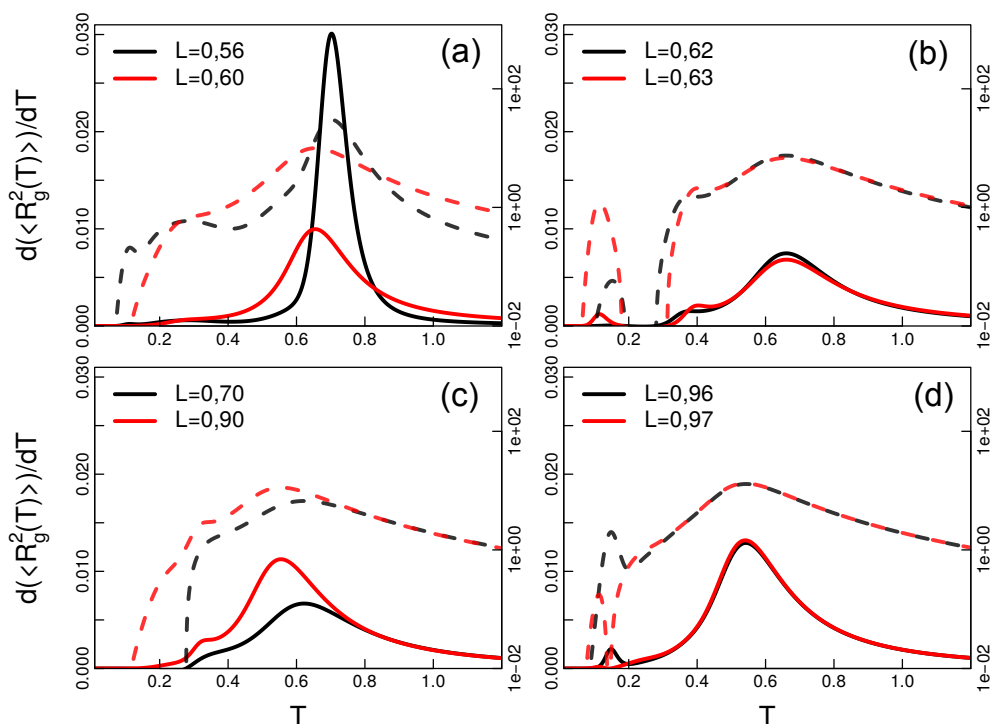 (a)
L=0,56
L=0,60
d(<R_g^2(T)>)/dT
0.000 0.010 0.020 0.030
1e−02 1e+00 1e+02
0.2 0.4 0.6 0.8 1.0
(b)
L=0,62
L=0,63
0.000 0.010 0.020 0.030
1e−02 1e+00 1e+02
0.2 0.4 0.6 0.8 1.0
(c)
L=0,70
L=0,90
d(<R_g^2(T)>)/dT
0.000 0.010 0.020 0.030
1e−02 1e+00 1e+02
0.2 0.4 0.6 0.8 1.0
T
(d)
L=0,96
L=0,97
0.000 0.010 0.020 0.030
1e−02 1e+00 1e+02
0.2 0.4 0.6 0.8 1.0
T